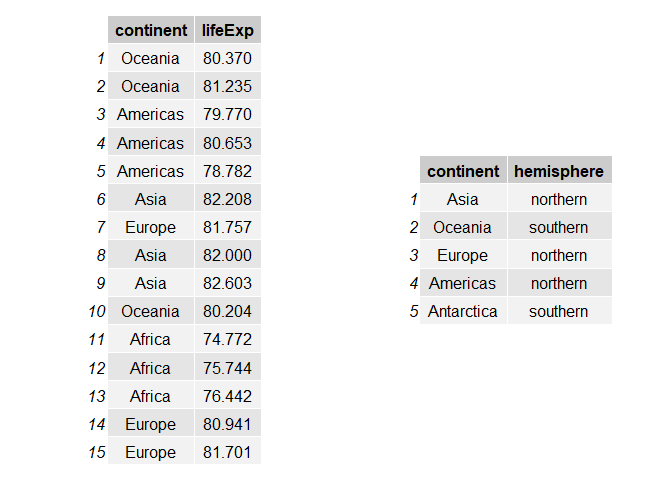 continent lifeExp
1 Oceania 80.370
2 Oceania 81.235
3 Americas 79.770
4 Americas 80.653
5 Americas 78.782
6 Asia 82.208
7 Europe 81.757
8 Asia 82.000
9 Asia 82.603
10 Oceania 80.204
11 Africa 74.772
12 Africa 75.744
13 Africa 76.442
14 Europe 80.941
15 Europe 81.701
continent hemisphere
1 Asia northern
2 Oceania southern
3 Europe northern
4 Americas northern
5 Antarctica southern